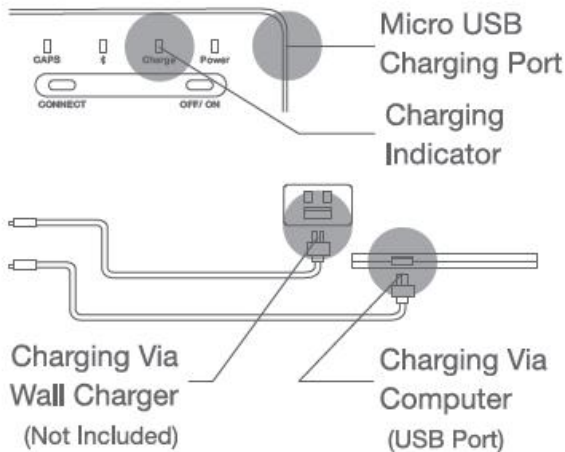 Micro USB
Charging Port
CAPS Charge Power
CONNECT OFF/ ON
Charging
Indicator
Charging Via
Wall Charger
(Not Included)
Charging Via
Computer
(USB Port)